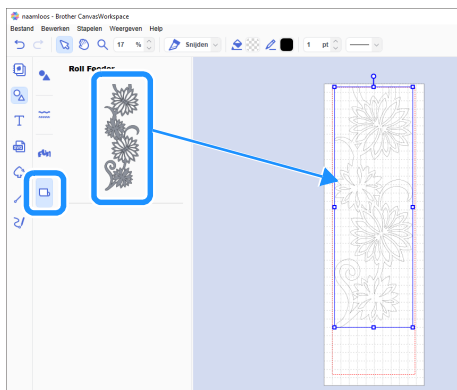 naamloos - Brother CanvasWorkspace
Bestand Bewerken Stapelen Weergeven Help
17 % Snijden 1 pt
Roll Feeder
T